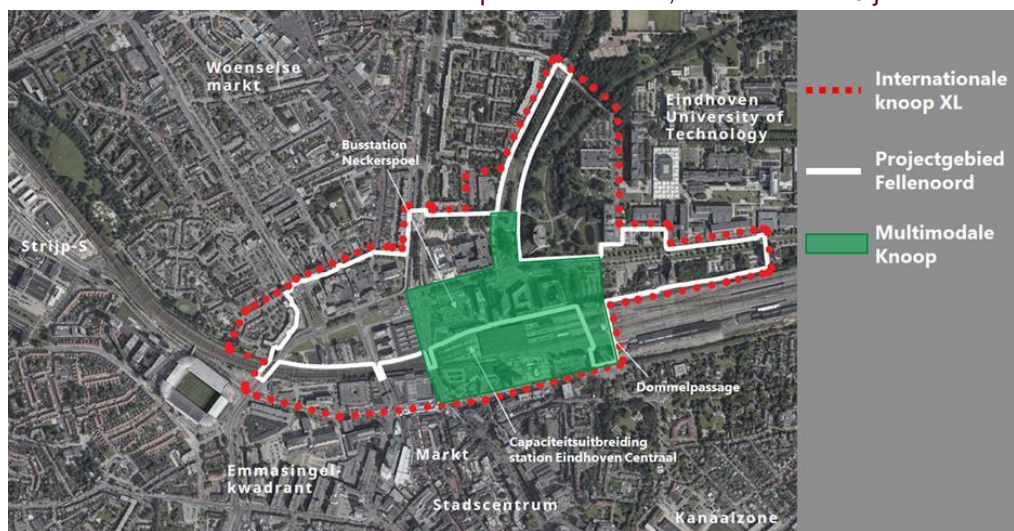 Woenselse
markt
Eindhoven
University of
Technology
Busstation
Neckerspoel
Strijp-S
Dommelpassage
Capaciteitsuitbreiding
station Eindhoven Centraal
Emmasingel-
kwadrant
Markt
Stadscentrum
Kanaalzone
Internationale
knoop XL
Projectgebied
Fellenoord
Multimodale
Knoop